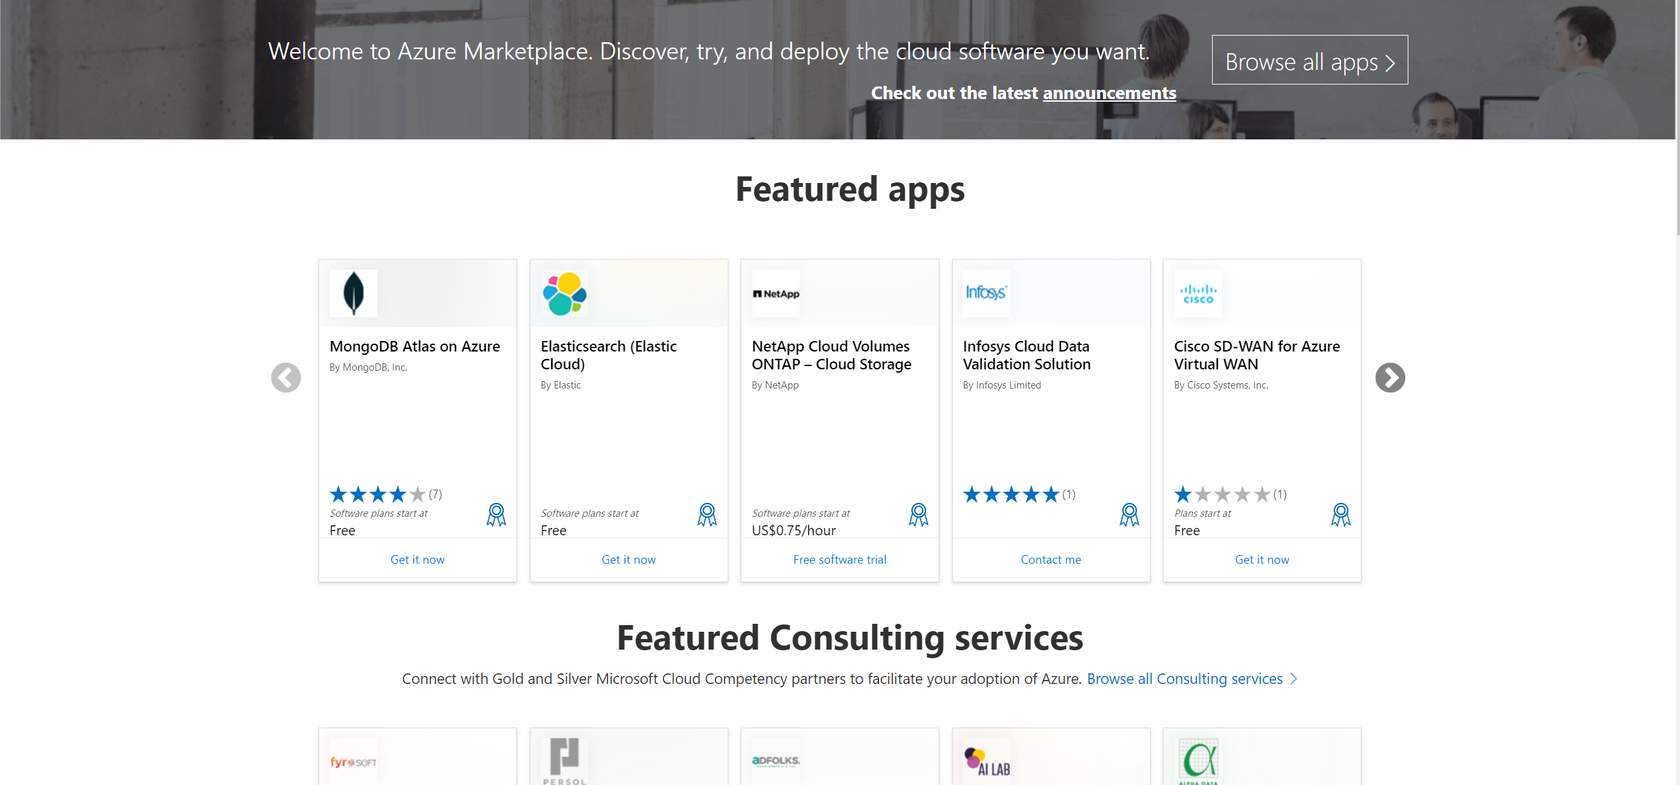 Welcome to Azure Marketplace. Discover, try, and deploy the cloud software you want.
Browse all apps
Check out the latest announcements
Featured apps
NetApp
Infosys
CISCO
MongoDB Atlas on Azure
By MongoDB, Inc.
(7)
Software plans start at
Free
Get it now
Elasticsearch (Elastic
Cloud)
By Elastic
Software plans start at
Free
Get it now
NetApp Cloud Volumes
ONTAP – Cloud Storage
By NetApp
Software plans start at
US$0.75/hour
Free software trial
Infosys Cloud Data
Validation Solution
By Infosys Limited
(1)
Contact me
Cisco SD-WAN for Azure
Virtual WAN
By Cisco Systems, Inc.
(1)
Plans start at
Free
Get it now
Featured Consulting services
Connect with Gold and Silver Microsoft Cloud Competency partners to facilitate your adoption of Azure. Browse all Consulting services
fyrSOFT
PERSOL
ADFOLKS.
AI LAB
ALPHA DATA